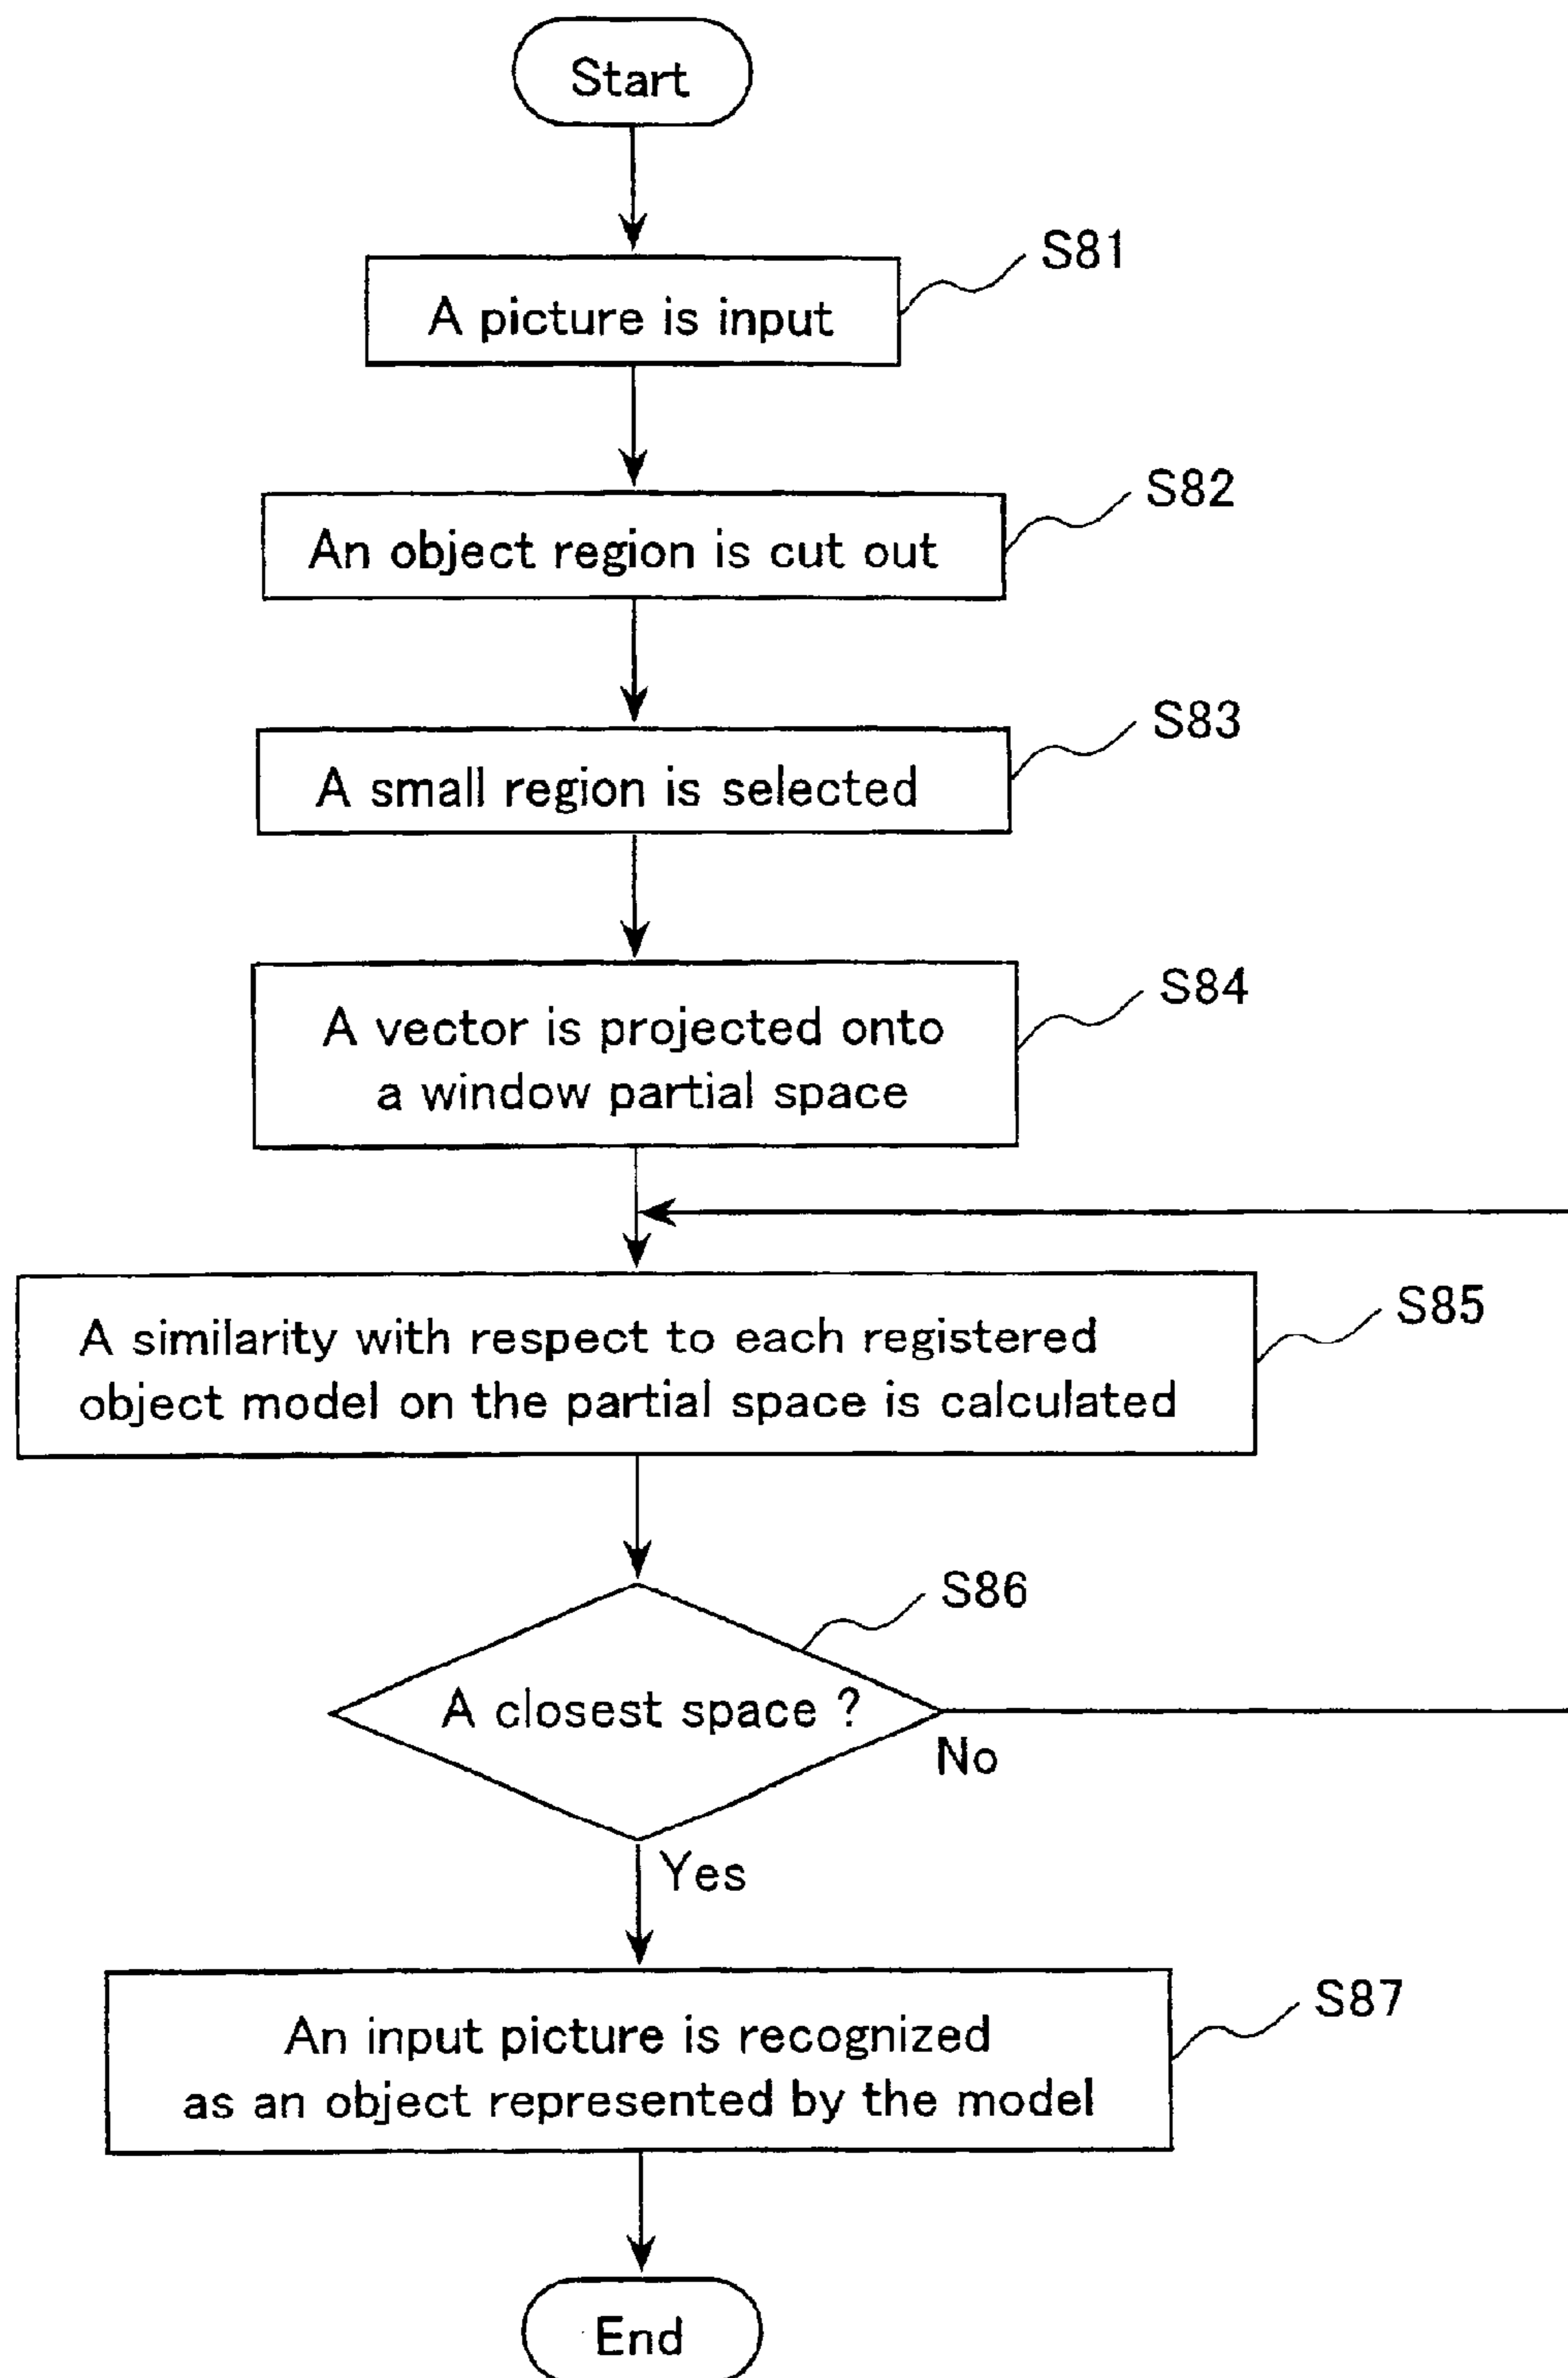 Start
S81
A picture is input
S82
An object region is cut out
S83
A small region is selected
S84
A vector is projected onto
a window partial space
S85
A similarity with respect to each registered
object model on the partial space is calculated
S86
A closest space ?
No
Yes
S87
An input picture is recognized
as an object represented by the model
End